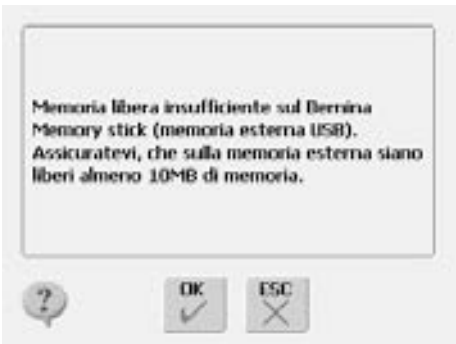 Memoria libera insufficiente sul Bernina
Memory stick (memoria esterna USB).
Assicuratevi, che sulla memoria esterna siano
liberi almeno 10MB di memoria.
?
OK
ESC